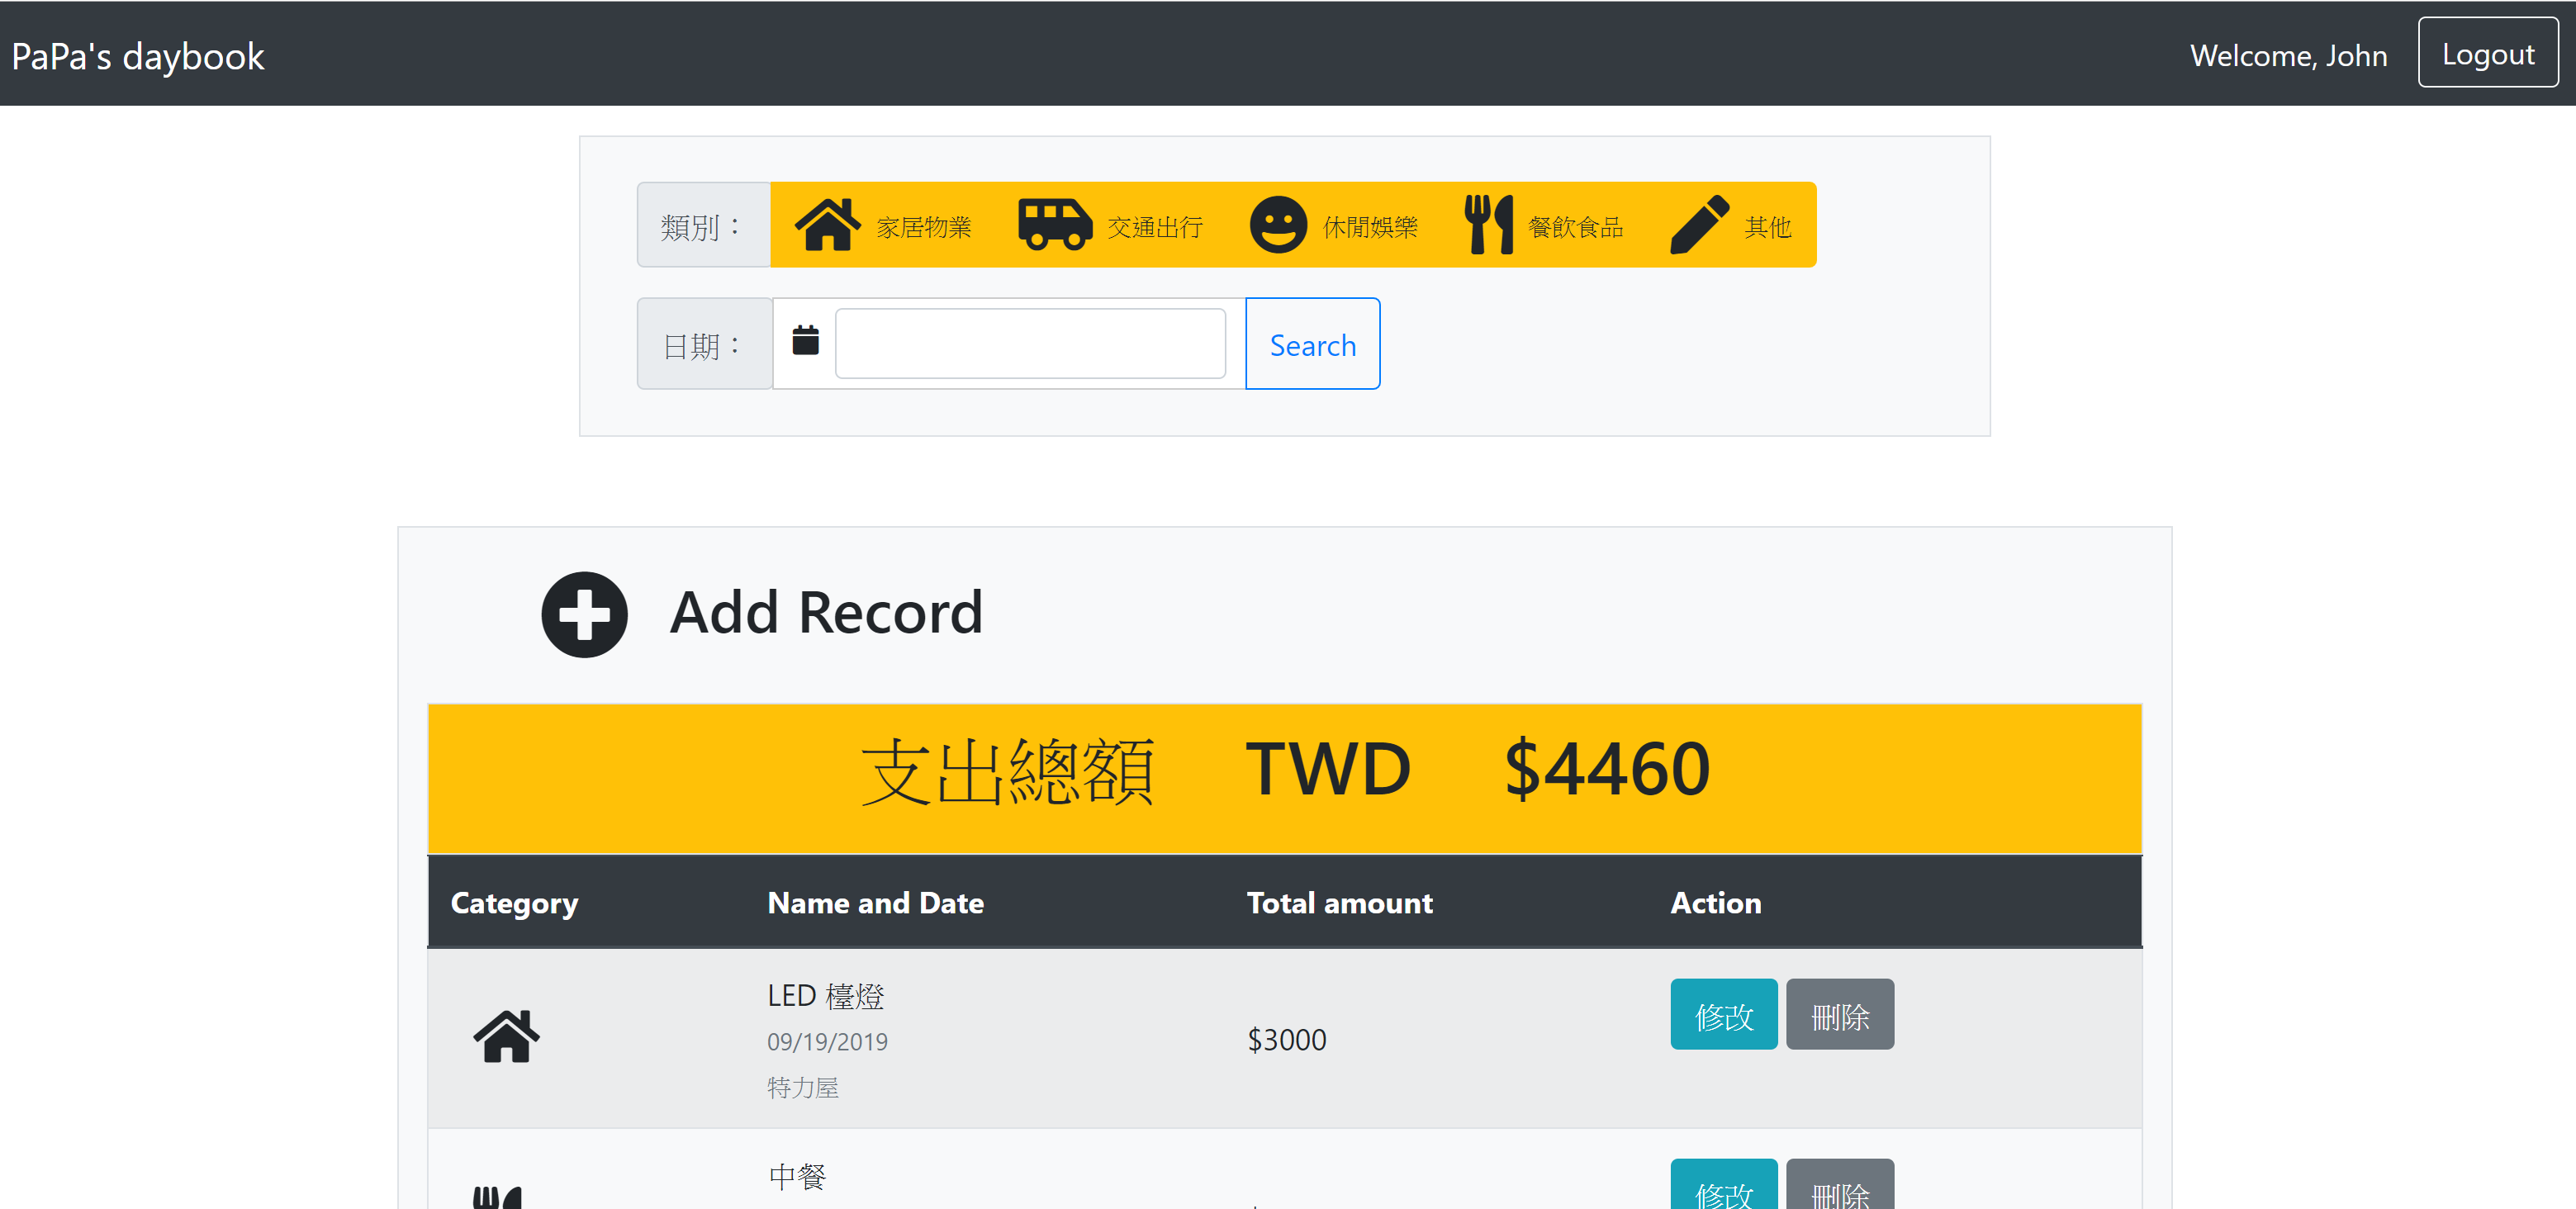 PaPa's daybook
Welcome, John
Logout
類別：
家居物業
交通出行
休閒娛樂
餐飲食品
其他
日期：
Search
Add Record
支出總額 TWD $4460
Category Name and Date Total amount Action
LED 檯燈
09/19/2019
特力屋
$3000
修改 刪除
中餐
修改 刪除